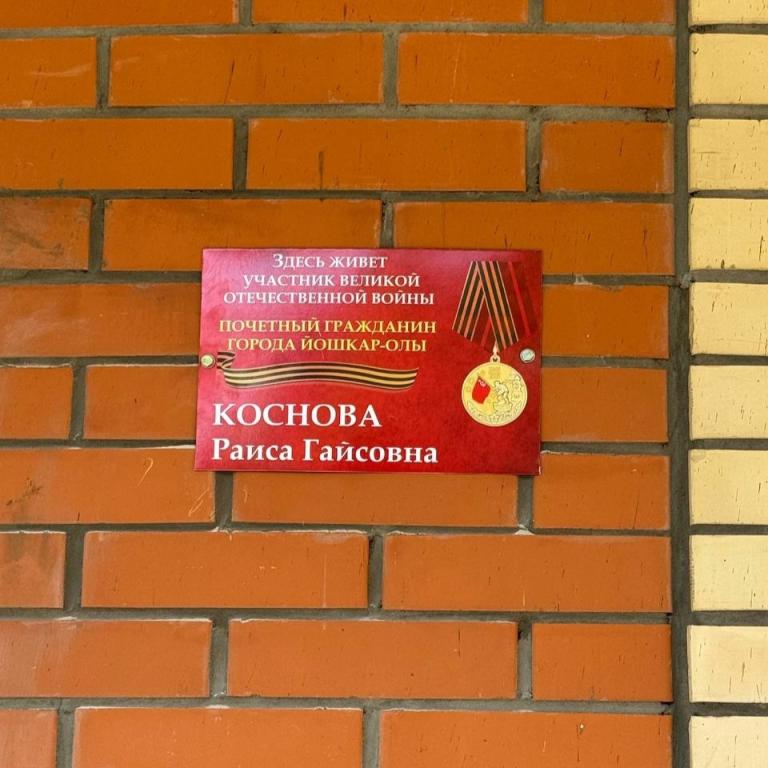 Здесь живет
участник Великой
Отечественной войны
ПОЧЕТНЫЙ ГРАЖДАНИН
ГОРОДА ЙОШКАР-ОЛЫ
КОСНОВА
Раиса Гайсовна